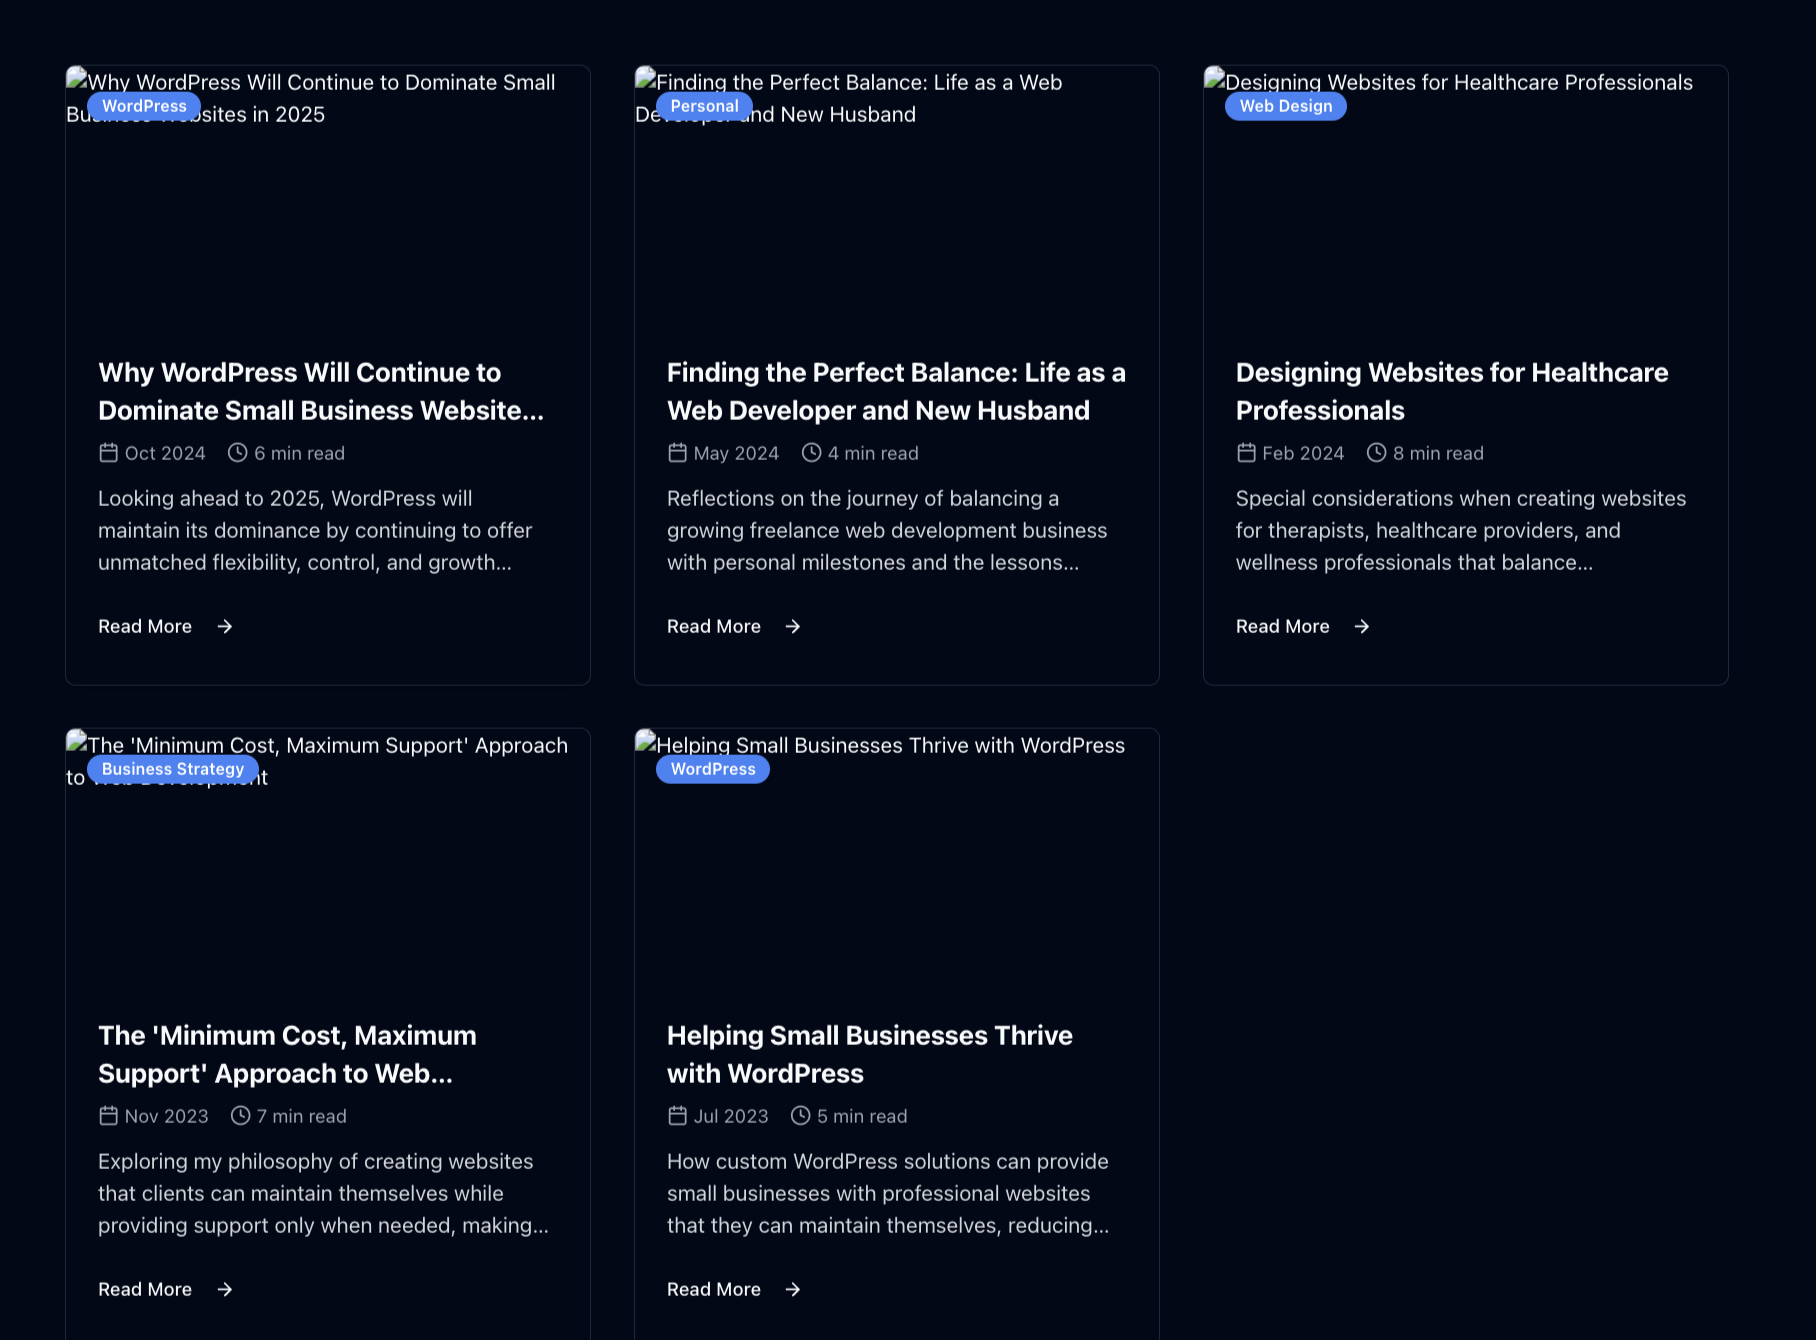 Why WordPress Will Continue to Dominate Small
Business Websites in 2025
WordPress
Why WordPress Will Continue to
Dominate Small Business Website...
Oct 2024 6 min read
Looking ahead to 2025, WordPress will
maintain its dominance by continuing to offer
unmatched flexibility, control, and growth...
Read More
Finding the Perfect Balance: Life as a Web
Developer and New Husband
Personal
Finding the Perfect Balance: Life as a
Web Developer and New Husband
May 2024 4 min read
Reflections on the journey of balancing a
growing freelance web development business
with personal milestones and the lessons...
Read More
Designing Websites for Healthcare Professionals
Web Design
Designing Websites for Healthcare
Professionals
Feb 2024 8 min read
Special considerations when creating websites
for therapists, healthcare providers, and
wellness professionals that balance...
Read More
The 'Minimum Cost, Maximum Support' Approach
to Web Development
Business Strategy
The 'Minimum Cost, Maximum
Support' Approach to Web...
Nov 2023 7 min read
Exploring my philosophy of creating websites
that clients can maintain themselves while
providing support only when needed, making...
Read More
Helping Small Businesses Thrive with WordPress
WordPress
Helping Small Businesses Thrive
with WordPress
Jul 2023 5 min read
How custom WordPress solutions can provide
small businesses with professional websites
that they can maintain themselves, reducing...
Read More